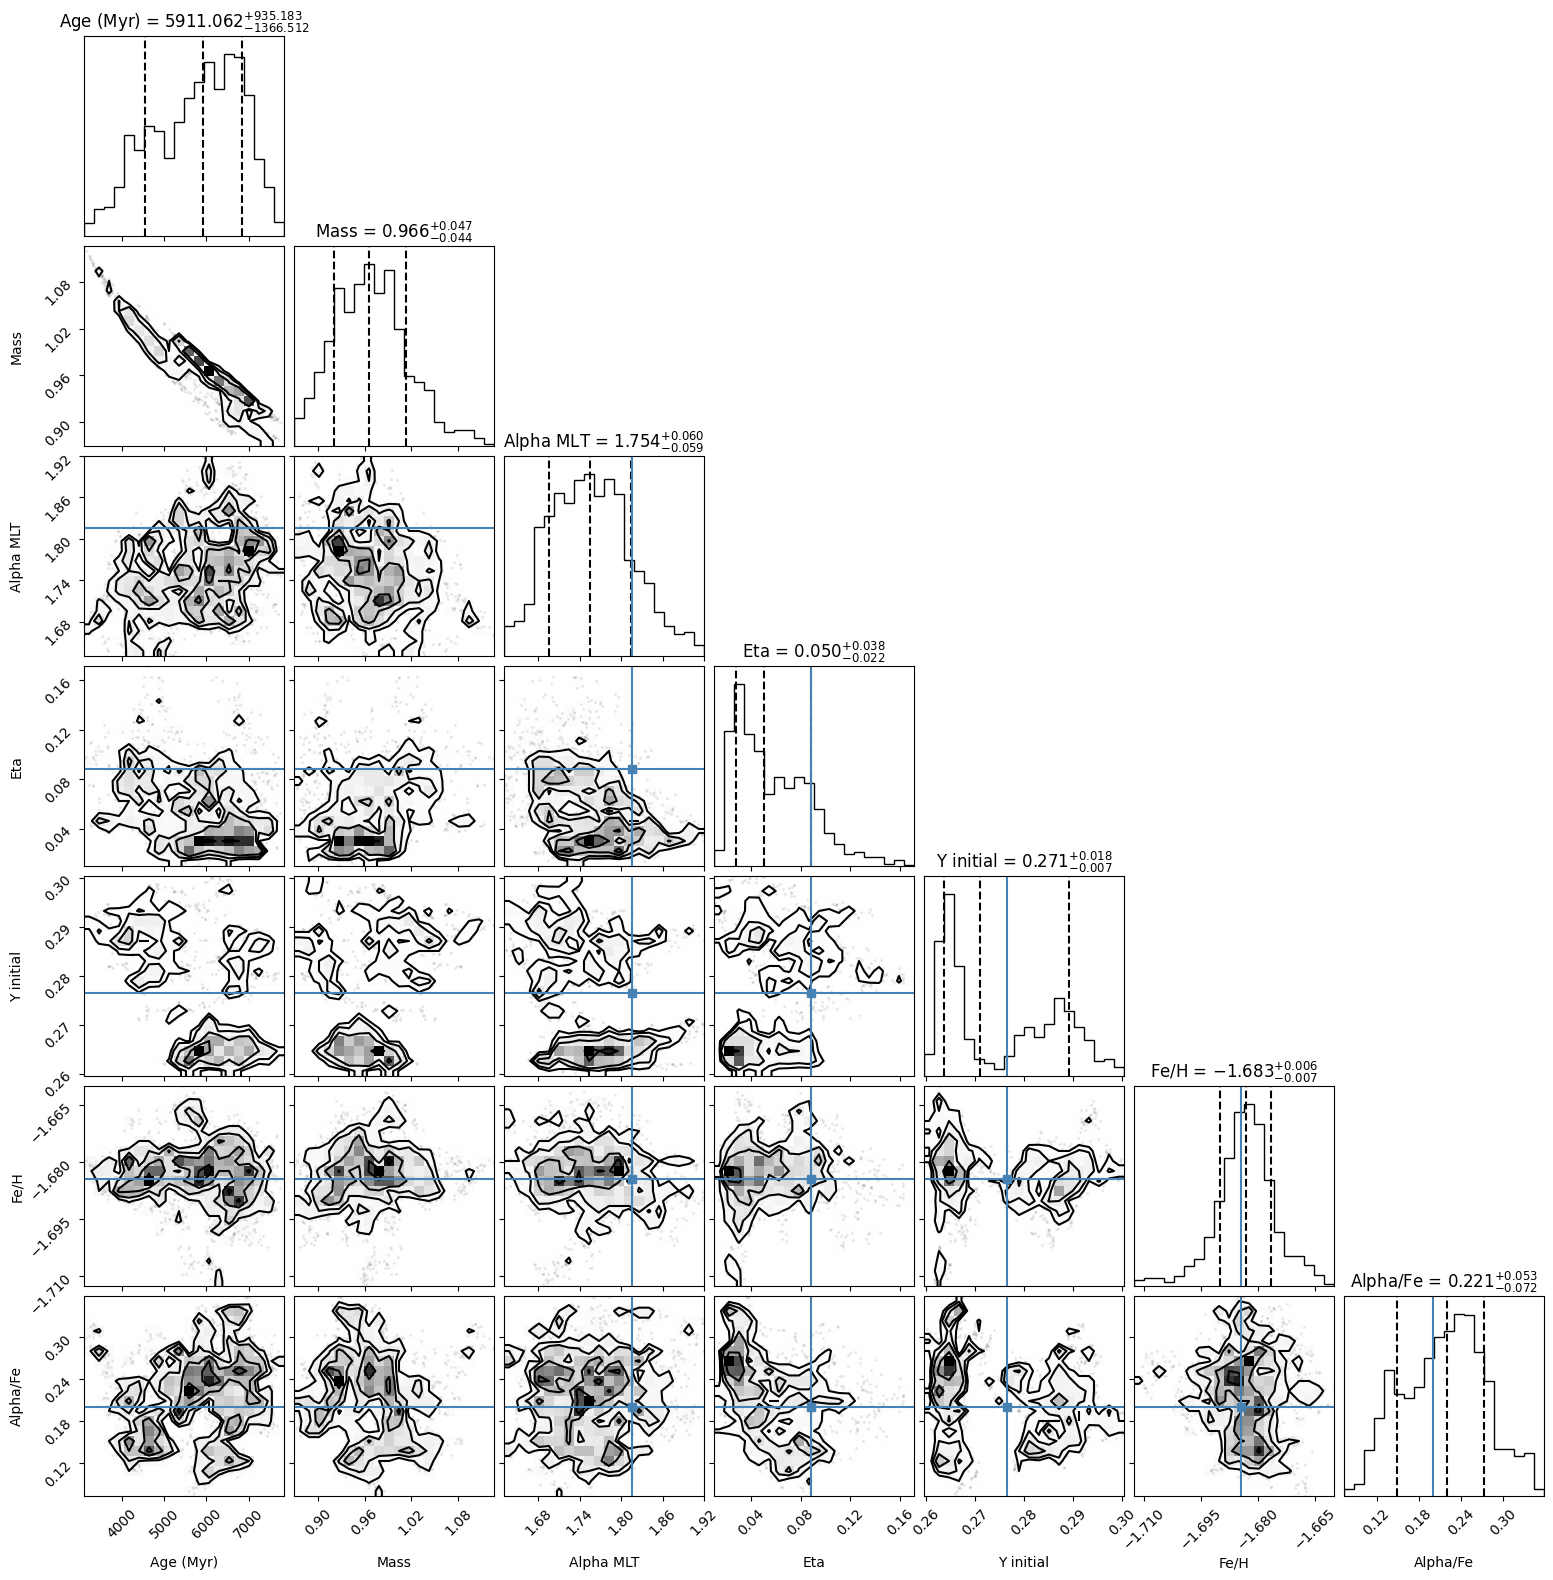 Age (Myr) = 5911.062 +935.183 −1366.512
Mass = 0.966 +0.047 −0.044
1.08
1.02
0.96
0.90
Mass
Alpha MLT = 1.754 +0.060 −0.059
1.92
1.86
1.80
1.74
1.68
Alpha MLT
Eta = 0.050 +0.038 −0.022
0.16
0.12
0.08
0.04
Eta
Y initial = 0.271 +0.018 −0.007
0.30
0.29
0.28
0.27
0.26
Y initial
Fe/H = −1.683 +0.006 −0.007
−1.665
−1.680
−1.695
−1.710
Fe/H
Alpha/Fe = 0.221 +0.053 −0.072
0.30
0.24
0.18
0.12
Alpha/Fe
4000 5000 6000 7000
0.90 0.96 1.02 1.08
1.68 1.74 1.80 1.86 1.92
0.04 0.08 0.12 0.16
0.26 0.27 0.28 0.29 0.30
−1.710 −1.695 −1.680 −1.665
0.12 0.18 0.24 0.30
Age (Myr) Mass Alpha MLT Eta Y initial Fe/H Alpha/Fe